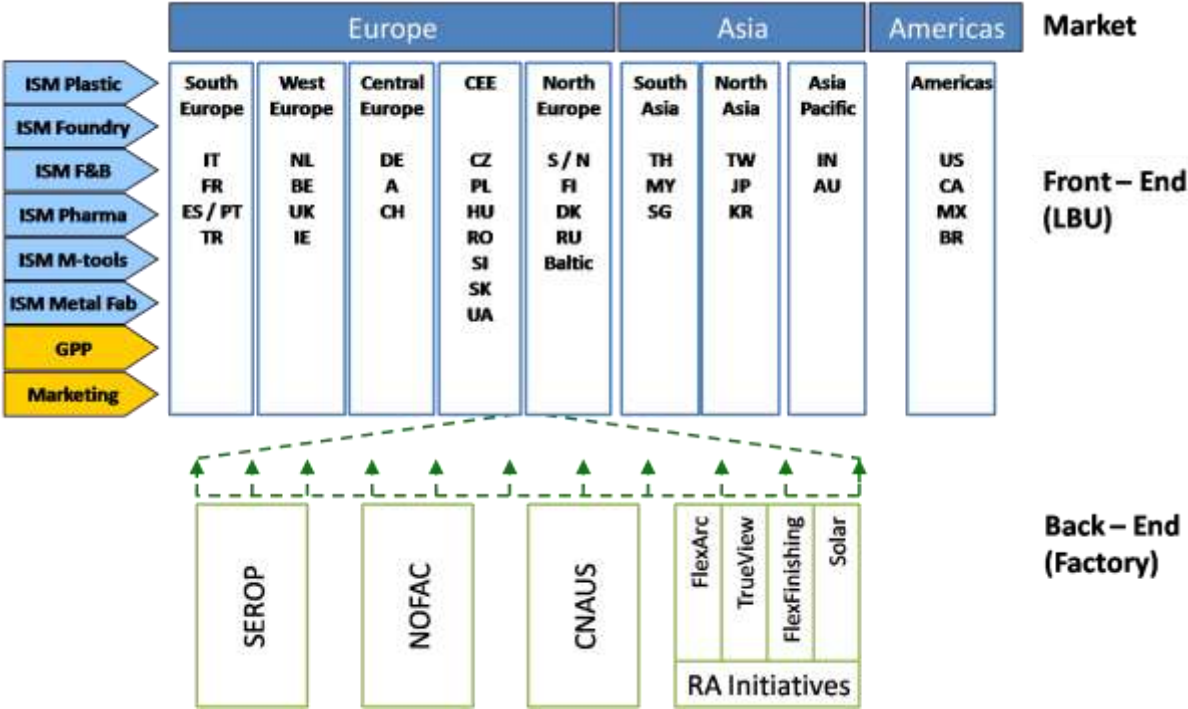 Europe
Asia
Americas
Market
ISM Plastic
ISM Foundry
ISM F&B
ISM Pharma
ISM M-tools
ISM Metal Fab
GPP
Marketing
South
Europe
IT
FR
ES / PT
TR
West
Europe
NL
BE
UK
IE
Central
Europe
DE
A
CH
CEE
CZ
PL
HU
RO
SI
SK
UA
North
Europe
S / N
FI
DK
RU
Baltic
South
Asia
TH
MY
SG
North
Asia
TW
JP
KR
Asia
Pacific
IN
AU
Americas
US
CA
MX
BR
Front – End
(LBU)
SEROP
NOFAC
CNAUS
FlexArc
TrueView
FlexFinishing
Solar
RA Initiatives
Back – End
(Factory)